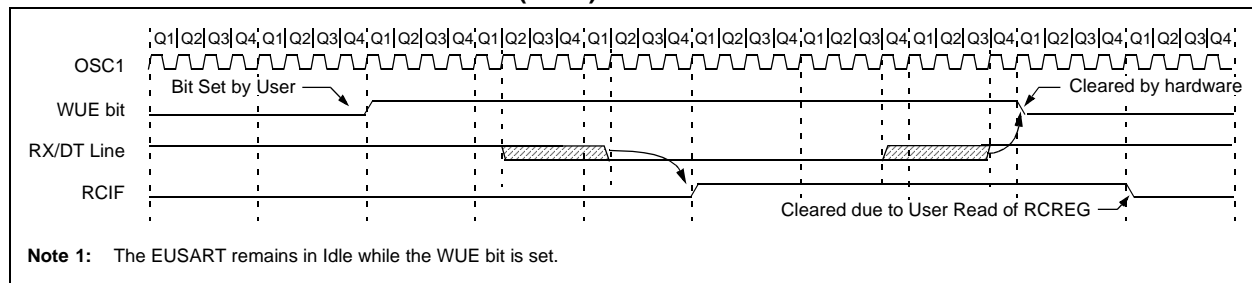 Q1 Q2 Q3 Q4 Q1 Q2 Q3 Q4 Q1 Q2 Q3 Q4 Q1 Q2 Q3 Q4 Q1 Q2 Q3 Q4 Q1 Q2 Q3 Q4 Q1 Q2 Q3 Q4 Q1 Q2 Q3 Q4 Q1 Q2 Q3 Q4 Q1 Q2 Q3 Q4
OSC1
Bit Set by User
Cleared by hardware
WUE bit
RX/DT Line
RCIF
Cleared due to User Read of RCREG
Note 1: The EUSART remains in Idle while the WUE bit is set.